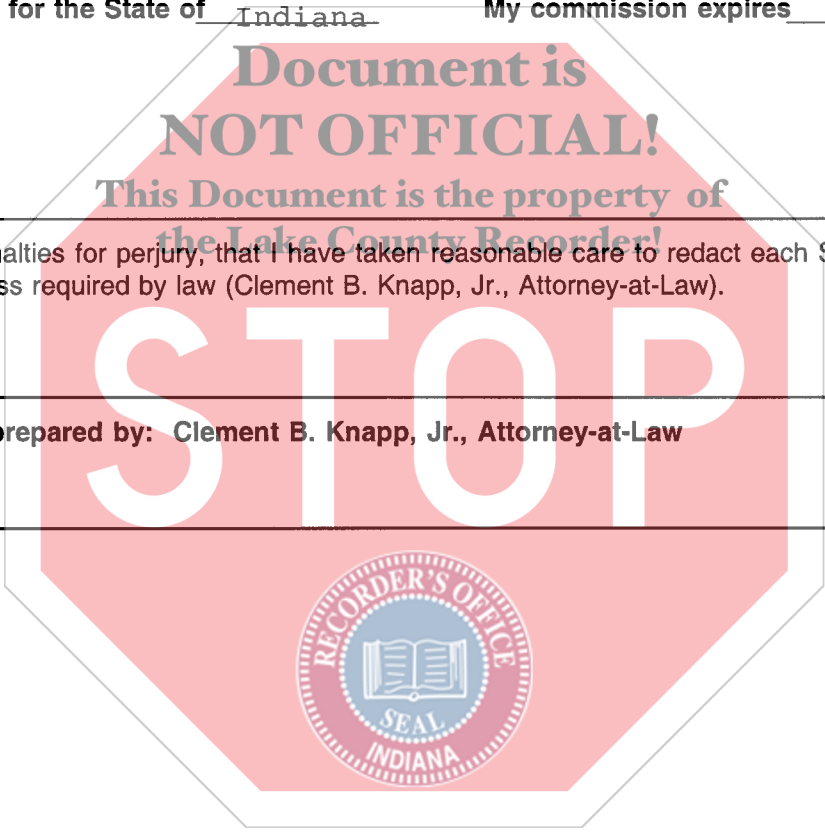 for the State of Indiana My commission expires
Document is
NOT OFFICIAL!
This Document is the property of
the Lake County Recorder!
alties for perjury, that I have taken reasonable care to redact each S
ss required by law (Clement B. Knapp, Jr., Attorney-at-Law).
STOP
prepared by: Clement B. Knapp, Jr., Attorney-at-Law
RECORDER'S OFFICE
SEAL
INDIANA